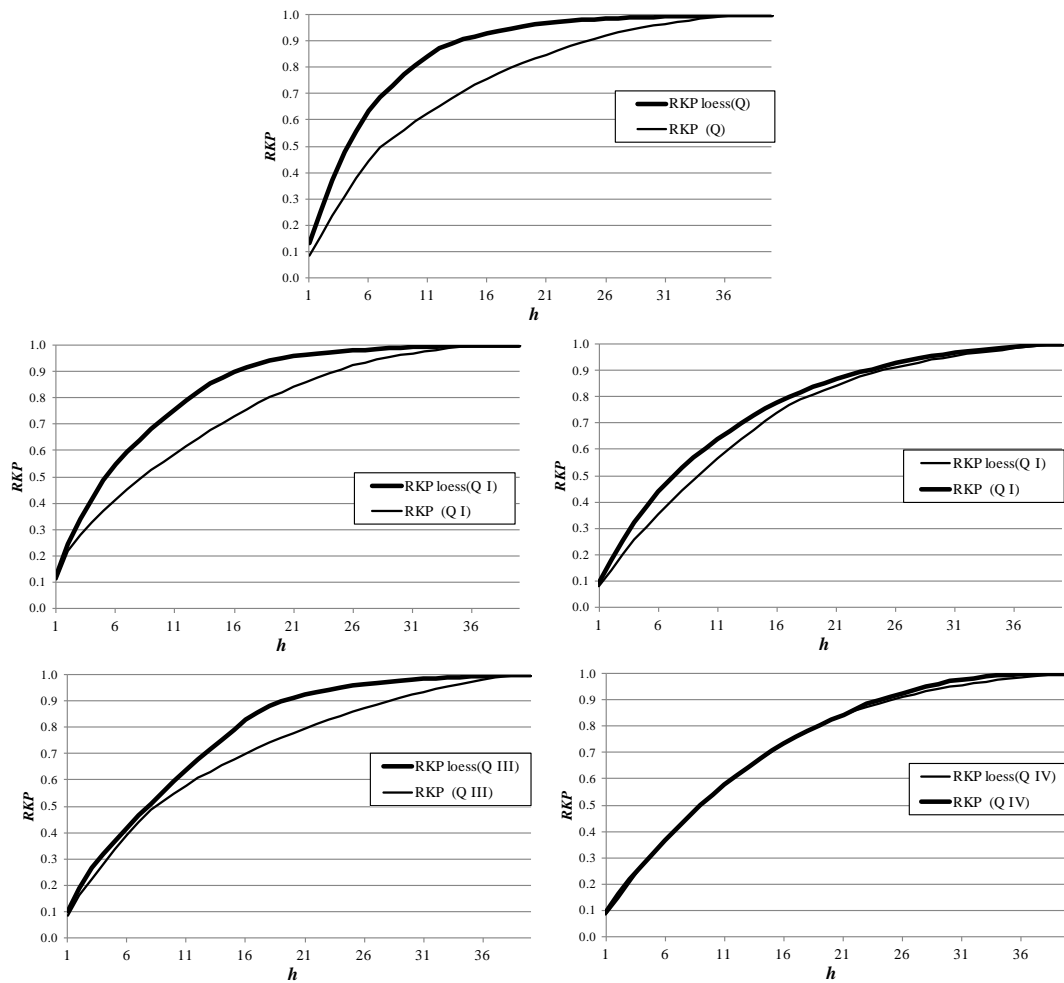 1.0
0.9
0.8
0.7
0.6
0.5
0.4
0.3
0.2
0.1
0.0
RKP
RKP loess(Q)
RKP (Q)
1 6 11 16 21 26 31 36
h
1.0
0.9
0.8
0.7
0.6
0.5
0.4
0.3
0.2
0.1
0.0
RKP
RKP loess(Q I)
RKP (Q I)
1 6 11 16 21 26 31 36
h
1.0
0.9
0.8
0.7
0.6
0.5
0.4
0.3
0.2
0.1
0.0
RKP
RKP loess(Q I)
RKP (Q I)
1 6 11 16 21 26 31 36
h
1.0
0.9
0.8
0.7
0.6
0.5
0.4
0.3
0.2
0.1
0.0
RKP
RKP loess(Q III)
RKP (Q III)
1 6 11 16 21 26 31 36
h
1.0
0.9
0.8
0.7
0.6
0.5
0.4
0.3
0.2
0.1
0.0
RKP
RKP loess(Q IV)
RKP (Q IV)
1 6 11 16 21 26 31 36
h